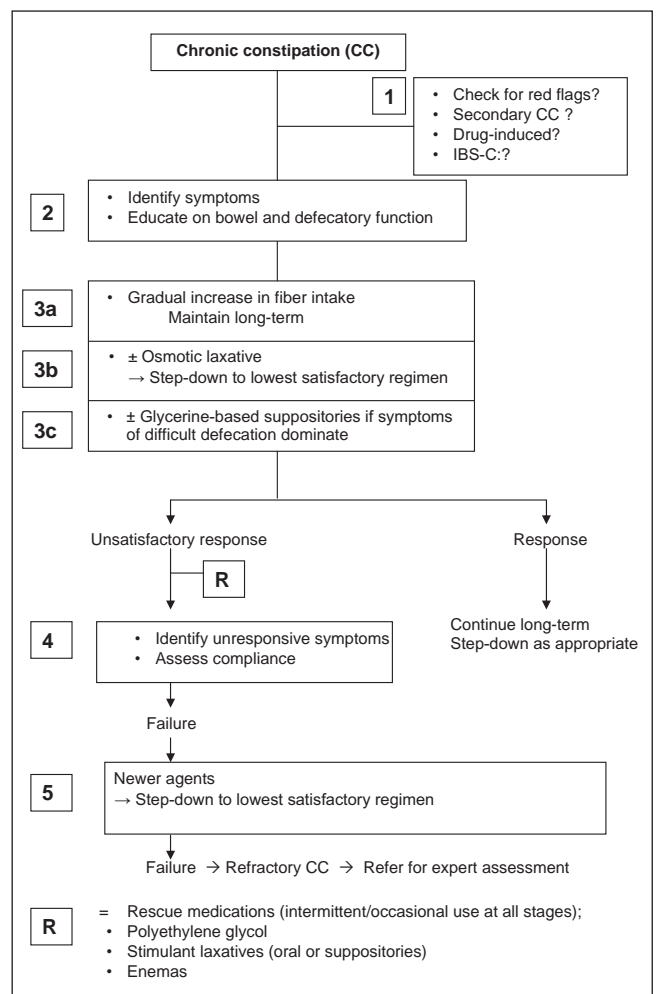 Chronic constipation (CC)
1
• Check for red flags?
• Secondary CC ?
• Drug-induced?
• IBS-C:?
2
• Identify symptoms
• Educate on bowel and defecatory function
3a
• Gradual increase in fiber intake
Maintain long-term
3b
• ± Osmotic laxative
→ Step-down to lowest satisfactory regimen
3c
• ± Glycerine-based suppositories if symptoms
of difficult defecation dominate
Unsatisfactory response
Response
R
Continue long-term
Step-down as appropriate
4
• Identify unresponsive symptoms
• Assess compliance
Failure
5
Newer agents
→ Step-down to lowest satisfactory regimen
Failure → Refractory CC → Refer for expert assessment
R
= Rescue medications (intermittent/occasional use at all stages);
• Polyethylene glycol
• Stimulant laxatives (oral or suppositories)
• Enemas